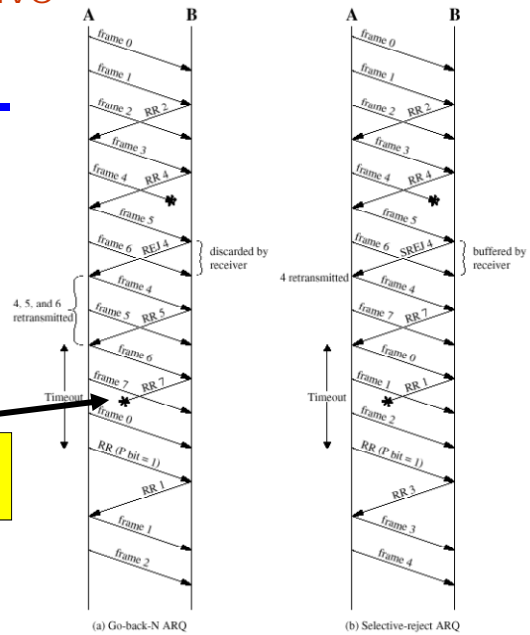 A B
frame 0
frame 1
frame 2
RR 2
frame 3
frame 4
RR 4
frame 5
frame 6
REJ 4
discarded by
receiver
frame 4
4, 5, and 6
retransmitted
frame 5
RR 5
frame 6
Timeout
frame 7
RR 7
frame 0
RR (P bit = 1)
RR 1
frame 1
frame 2
(a) Go-back-N ARQ
A B
frame 0
frame 1
frame 2
RR 2
frame 3
frame 4
RR 4
frame 5
frame 6
SREJ 4
buffered by
receiver
4 retransmitted
frame 4
frame 7
RR 7
frame 0
Timeout
frame 1
RR 1
frame 2
RR (P bit = 1)
RR 3
frame 3
frame 4
(b) Selective-reject ARQ